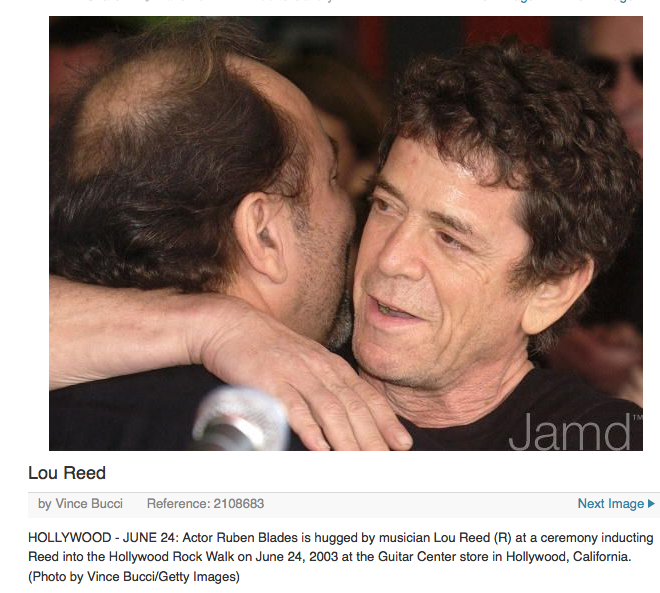 Jamd™
Lou Reed
by Vince Bucci Reference: 2108683 Next Image
HOLLYWOOD - JUNE 24: Actor Ruben Blades is hugged by musician Lou Reed (R) at a ceremony inducting
Reed into the Hollywood Rock Walk on June 24, 2003 at the Guitar Center store in Hollywood, California.
(Photo by Vince Bucci/Getty Images)